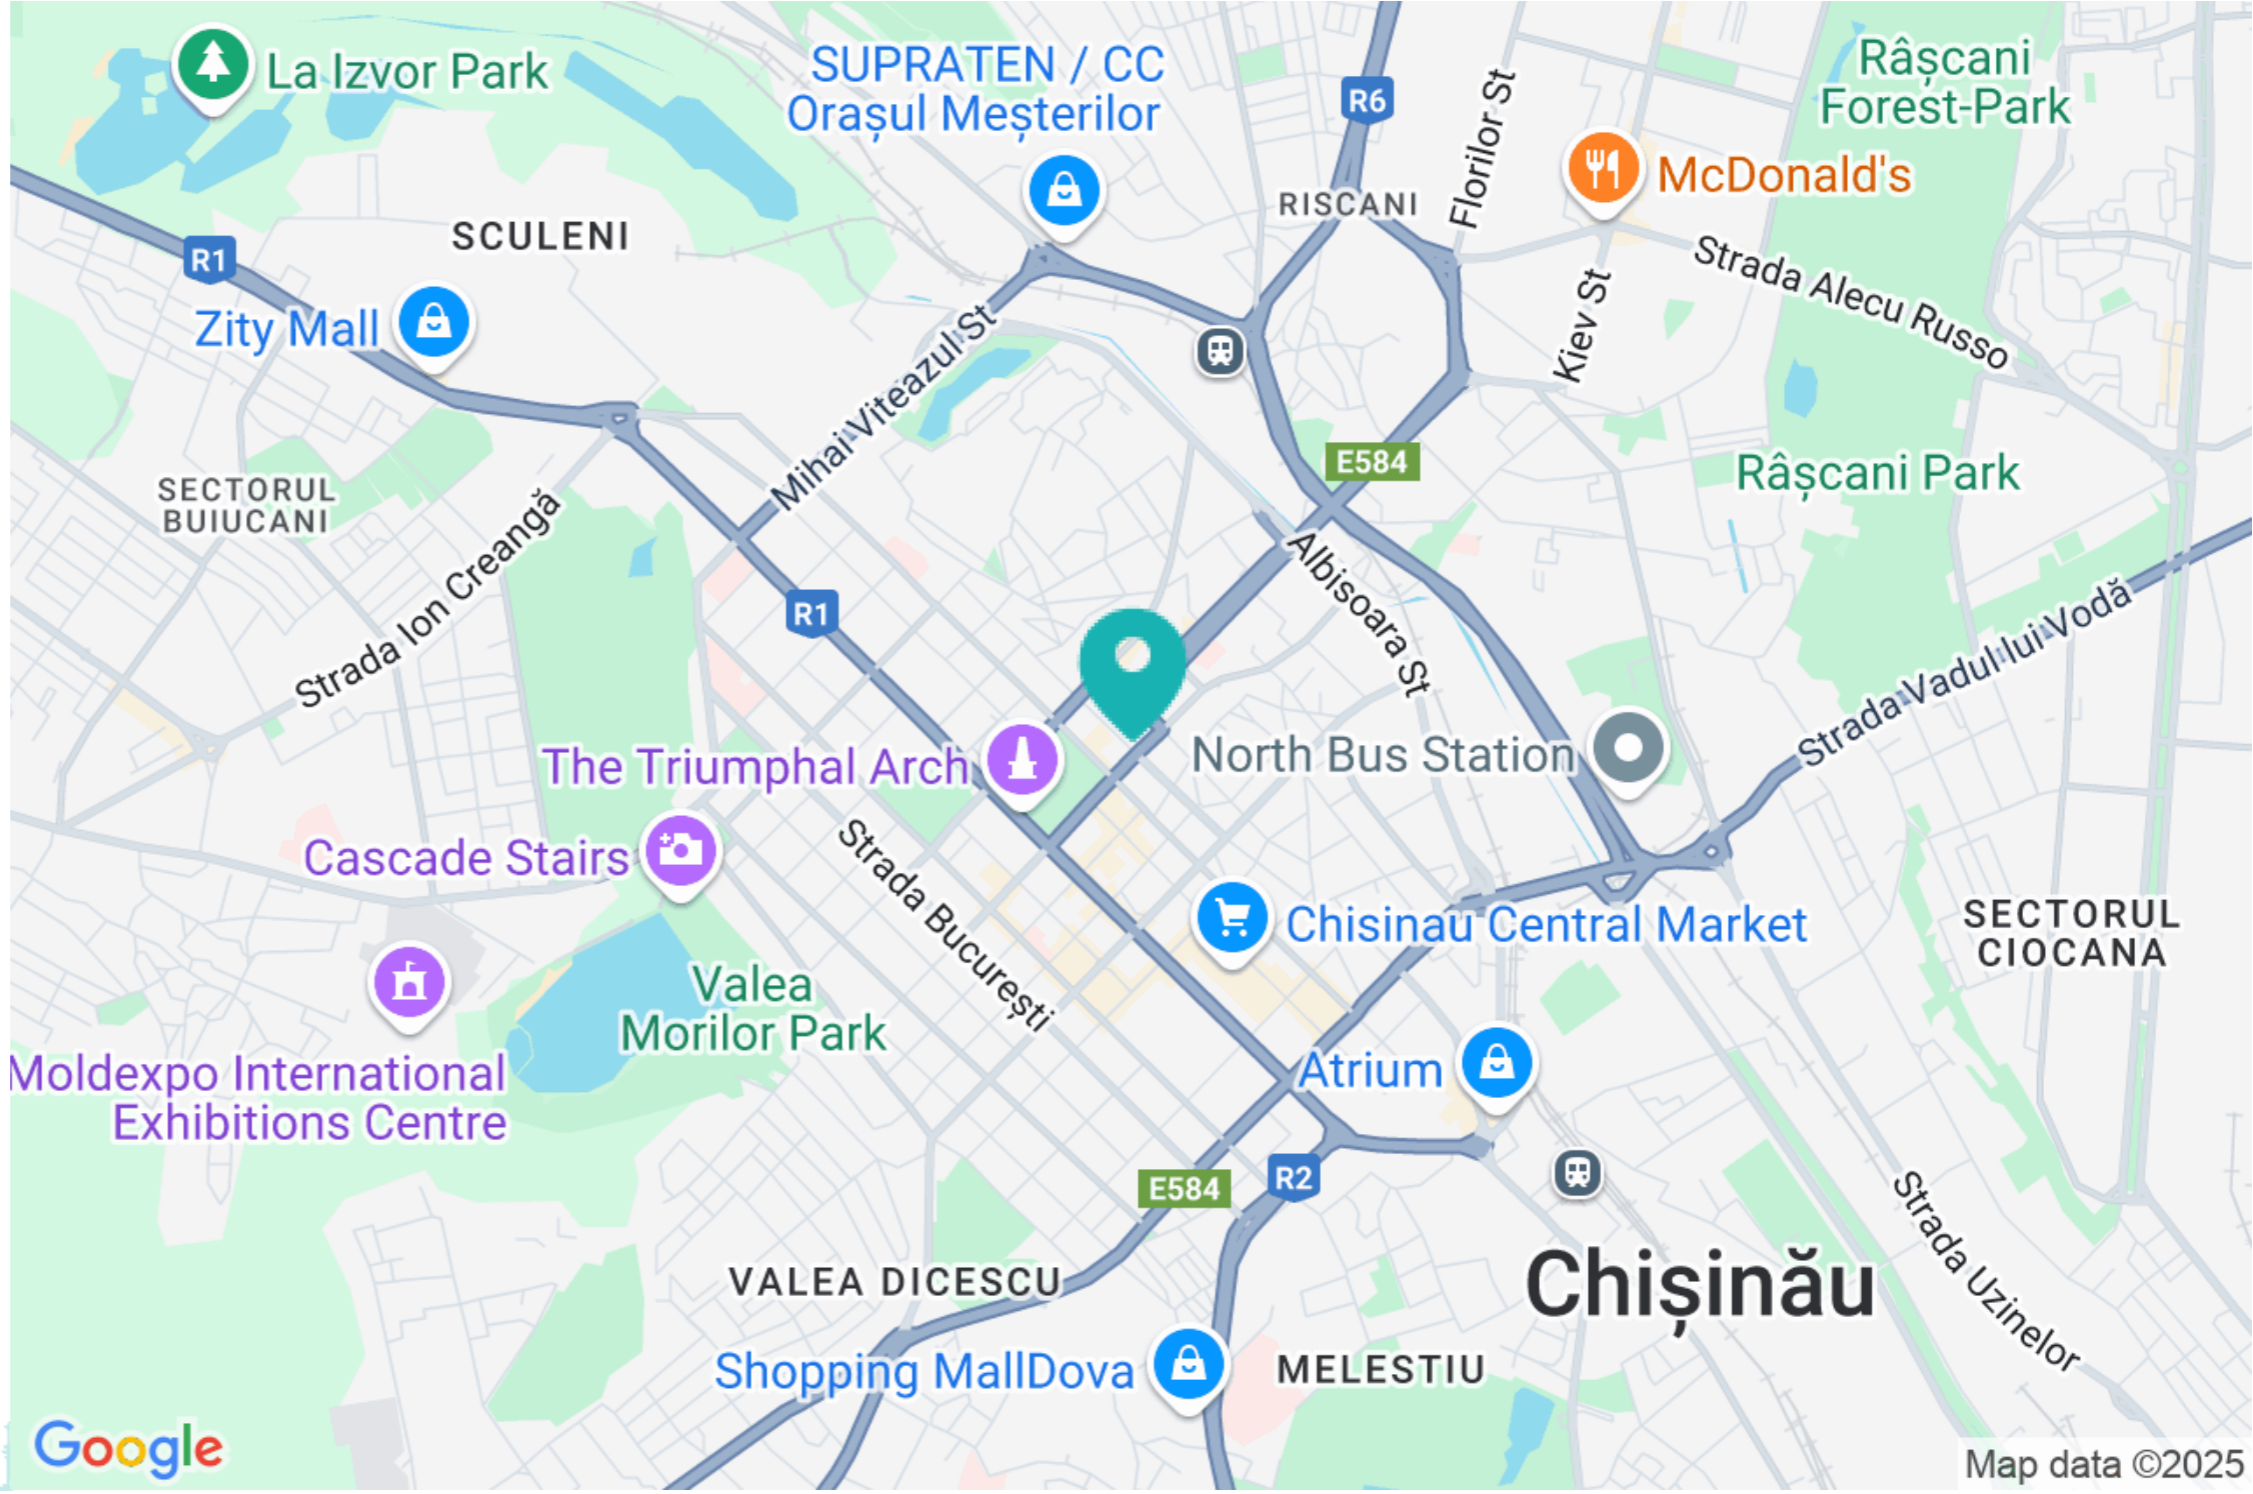 La Izvor Park
SUPRATEN / CC
Orașul Meșterilor
R6
Florilor St
Râșcani
Forest-Park
McDonald's
RISCANI
SCULENI
R1
Strada Alecu Russo
Kiev St
Zity Mall
Mihai Viteazul St
E584
Râșcani Park
SECTORUL
BUIUCANI
Strada Ion Creangă
Albisoara St
R1
Strada Vadul lui Vodă
The Triumphal Arch
North Bus Station
Cascade Stairs
Strada București
Chisinau Central Market
SECTORUL
CIOCANA
Valea
Morilor Park
Moldexpo International
Exhibitions Centre
Atrium
E584
R2
Strada Uzinelor
VALEA DICESCU
Chișinău
Shopping MallDova
MELESTIU
Google
Map data ©2025